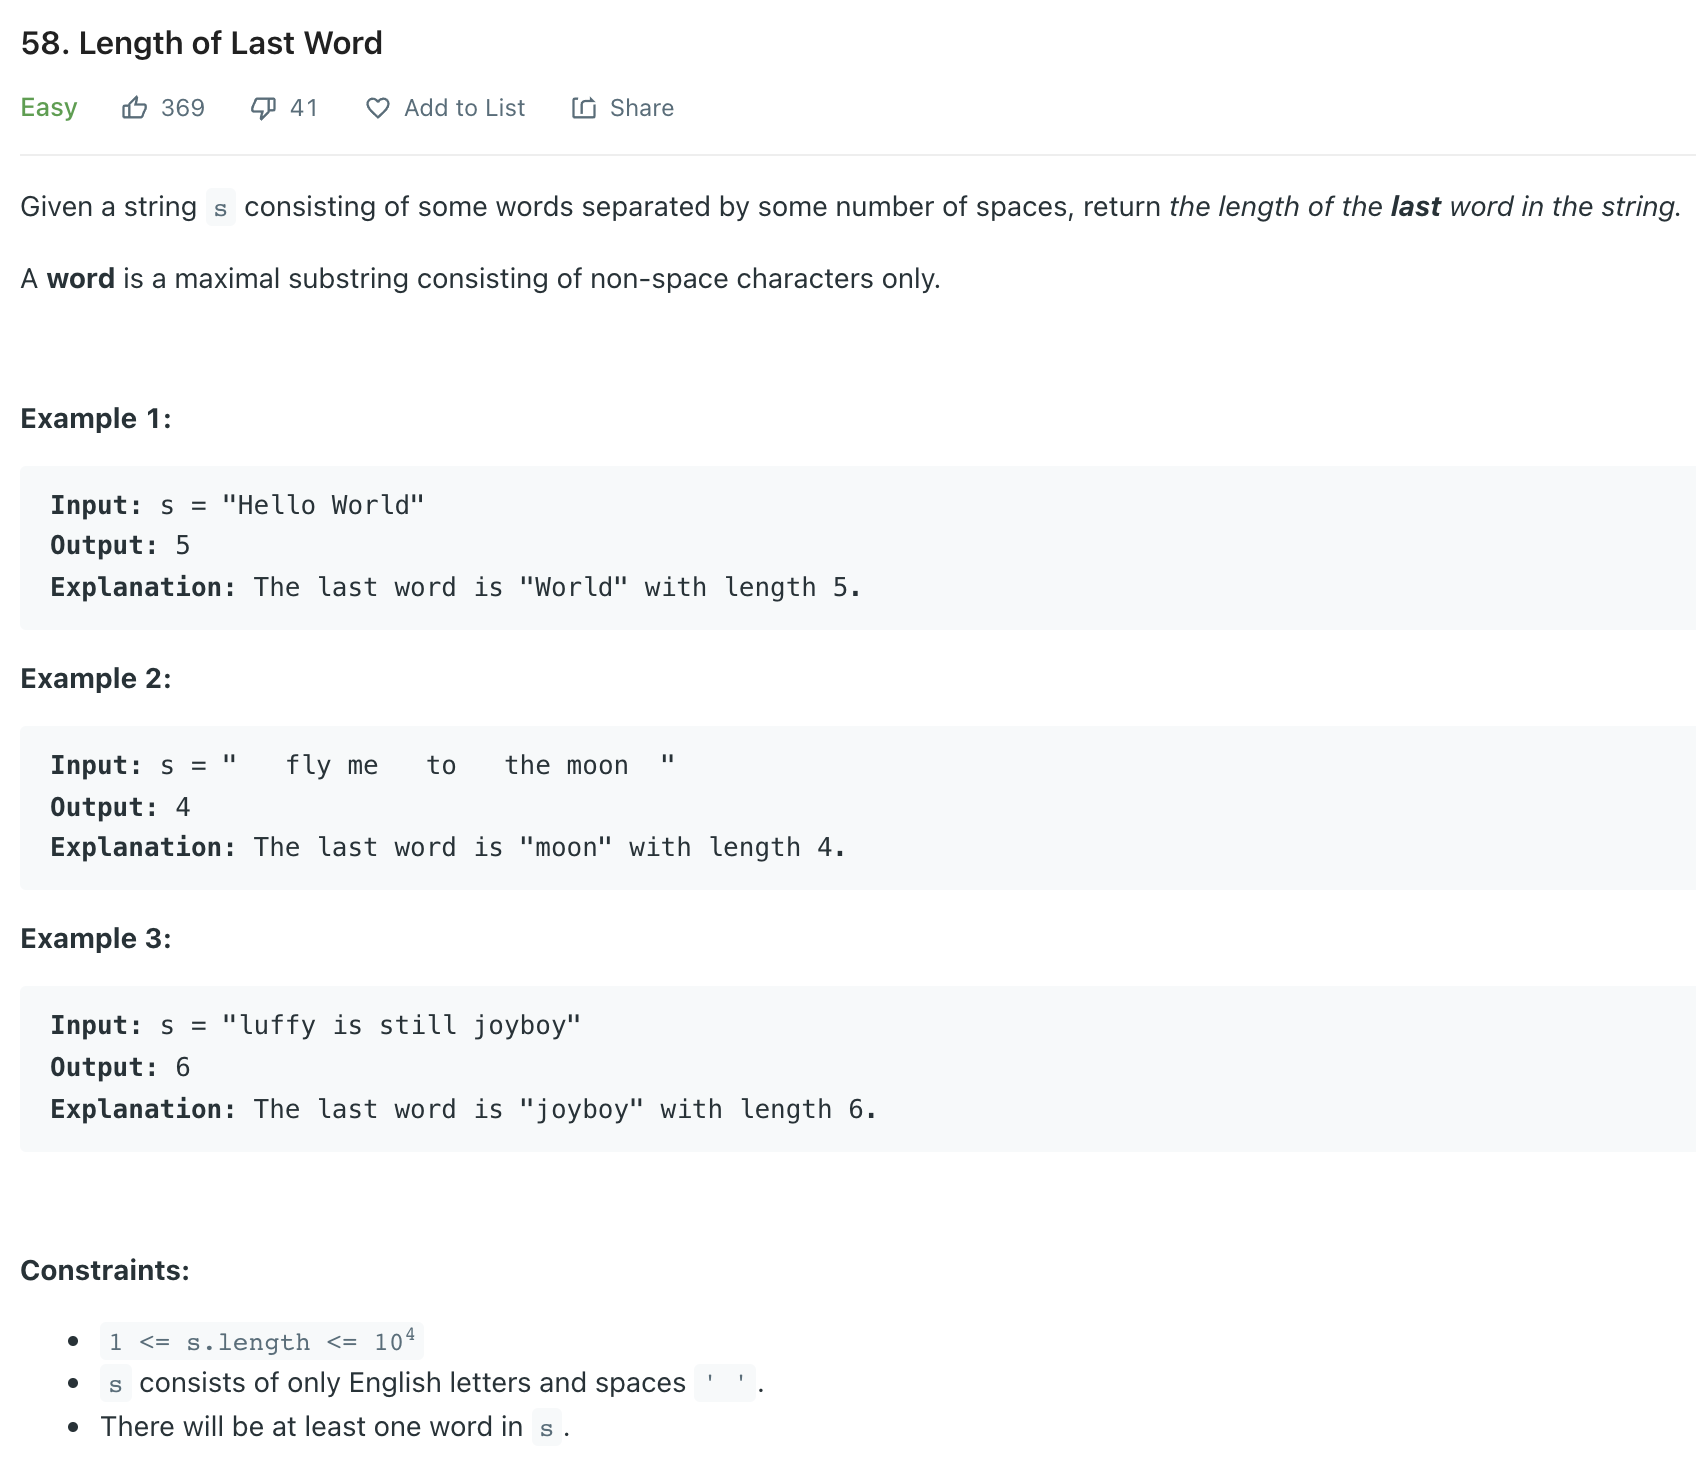 58. Length of Last Word
Easy 369 41 Add to List Share
Given a string s consisting of some words separated by some number of spaces, return the length of the last word in the string.
A word is a maximal substring consisting of non-space characters only.
Example 1:
Input: s = "Hello World"
Output: 5
Explanation: The last word is "World" with length 5.
Example 2:
Input: s = "   fly me   to   the moon  "
Output: 4
Explanation: The last word is "moon" with length 4.
Example 3:
Input: s = "luffy is still joyboy"
Output: 6
Explanation: The last word is "joyboy" with length 6.
Constraints:
1 <= s.length <= 10⁴
s consists of only English letters and spaces ' '.
There will be at least one word in s.